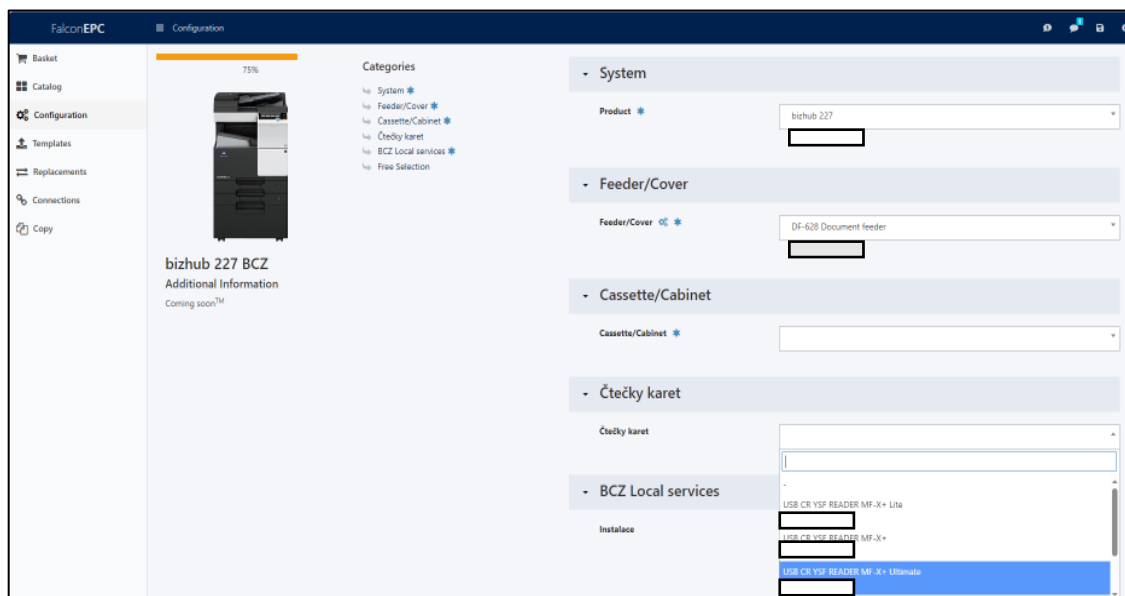 FalconEPC
Configuration
Basket
Catalog
Configuration
Templates
Replacements
Connections
Copy
75%
bizhub 227 BCZ
Additional Information
Coming soonTM
Categories
System *
Feeder/Cover *
Cassette/Cabinet *
Čtečky karet
BCZ Local services *
Free Selection
System
Product *
bizhub 227
Feeder/Cover
Feeder/Cover *
DF-628 Document feeder
Cassette/Cabinet
Cassette/Cabinet *
Čtečky karet
Čtečky karet
-
USB CR YSF READER MF-X+ Lite
USB CR YSF READER MF-X+
USB CR YSF READER MF-X+ Ultimate
BCZ Local services
Instalace